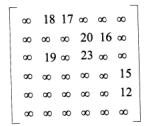 ∞ 18 17 ∞ ∞ ∞
∞ ∞ ∞ 20 16 ∞
∞ 19 ∞ 23 ∞ ∞
∞ ∞ ∞ ∞ ∞ 15
∞ ∞ ∞ ∞ ∞ 12
∞ ∞ ∞ ∞ ∞ ∞